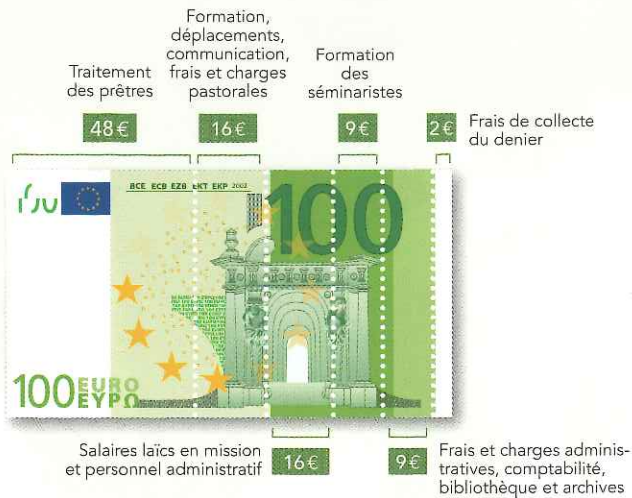 Formation,
déplacements,
communication,
frais et charges
pastorales
Traitement
des prêtres
Formation
des
séminaristes
48€
16€
9€
2€
Frais de collecte
du denier
BCE ECB EZB EKT EKP 2002
100
100 EURO
ΕΥΡΩ
Salaires laïcs en mission
et personnel administratif
16€
9€
Frais et charges adminis-
tratives, comptabilité,
bibliothèque et archives